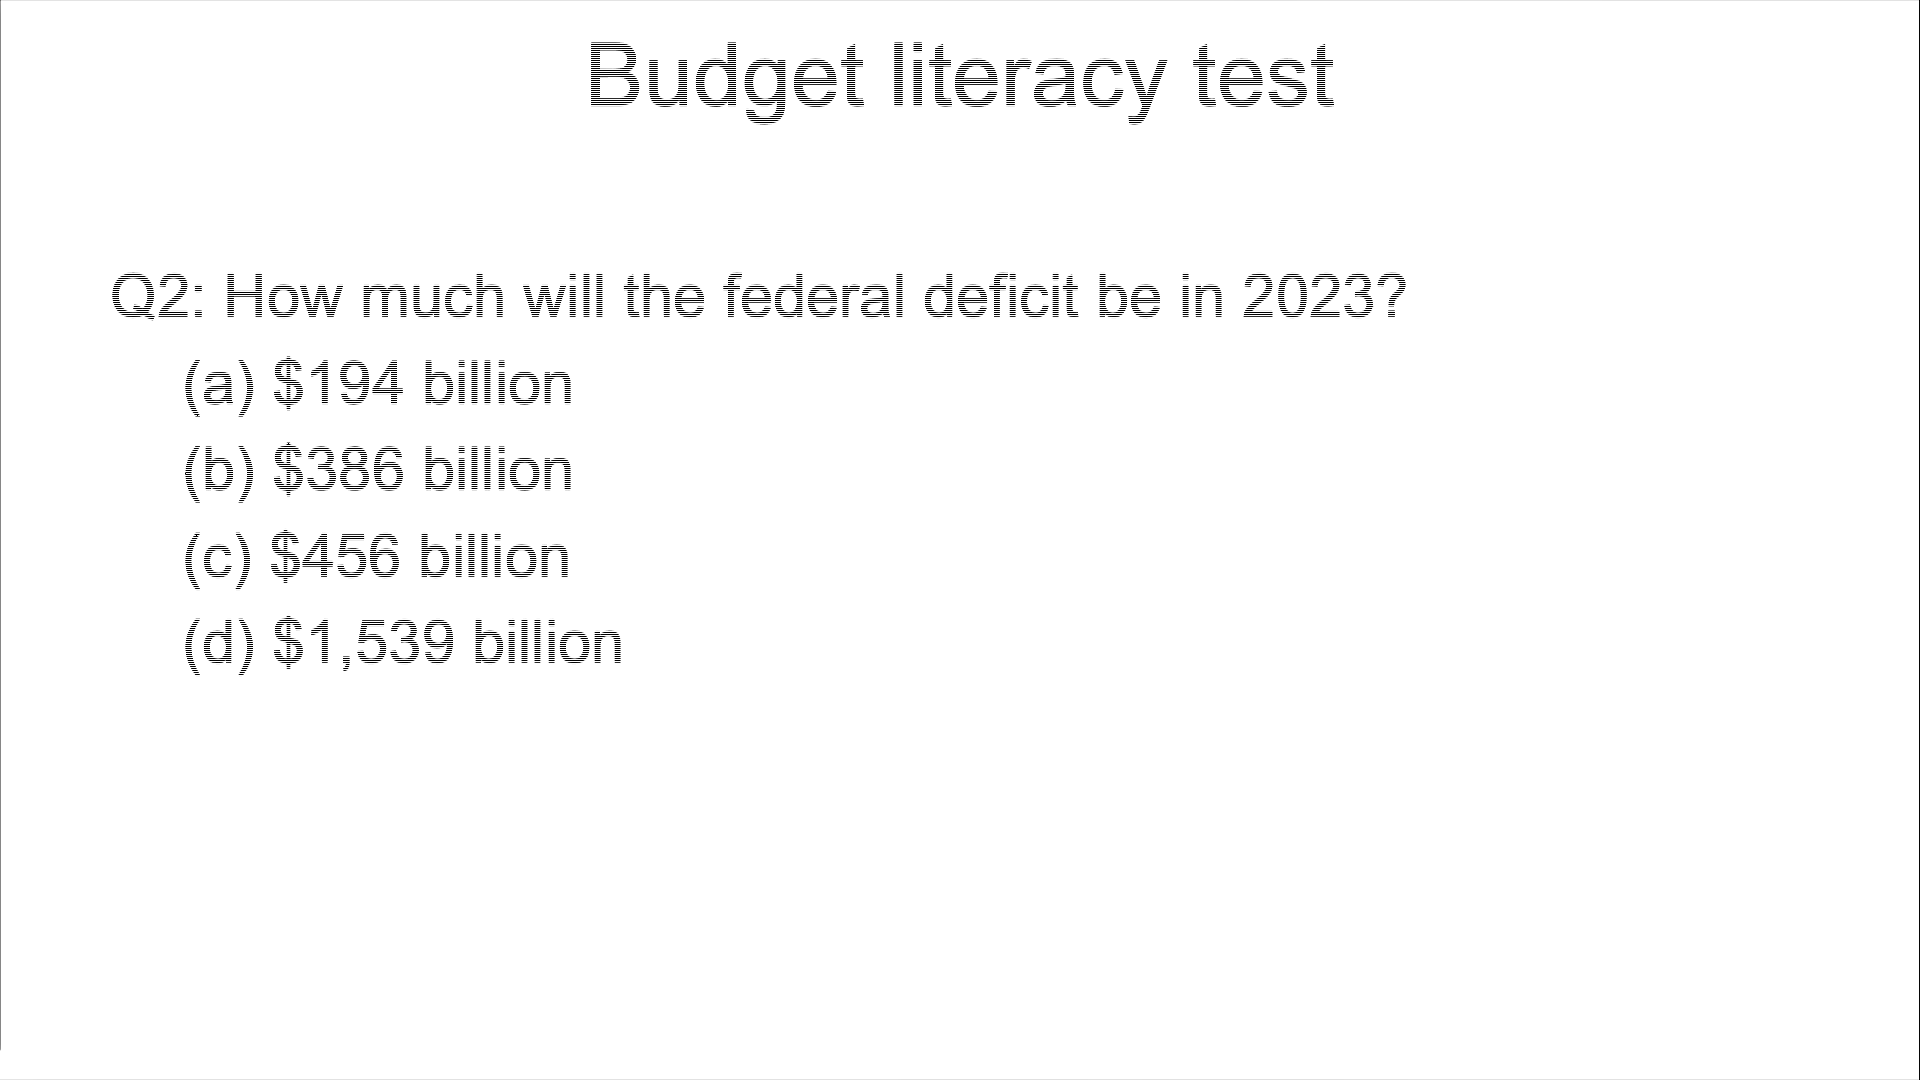 Budget literacy test
Q2: How much will the federal deficit be in 2023?
(a) $194 billion
(b) $386 billion
(c) $456 billion
(d) $1,539 billion